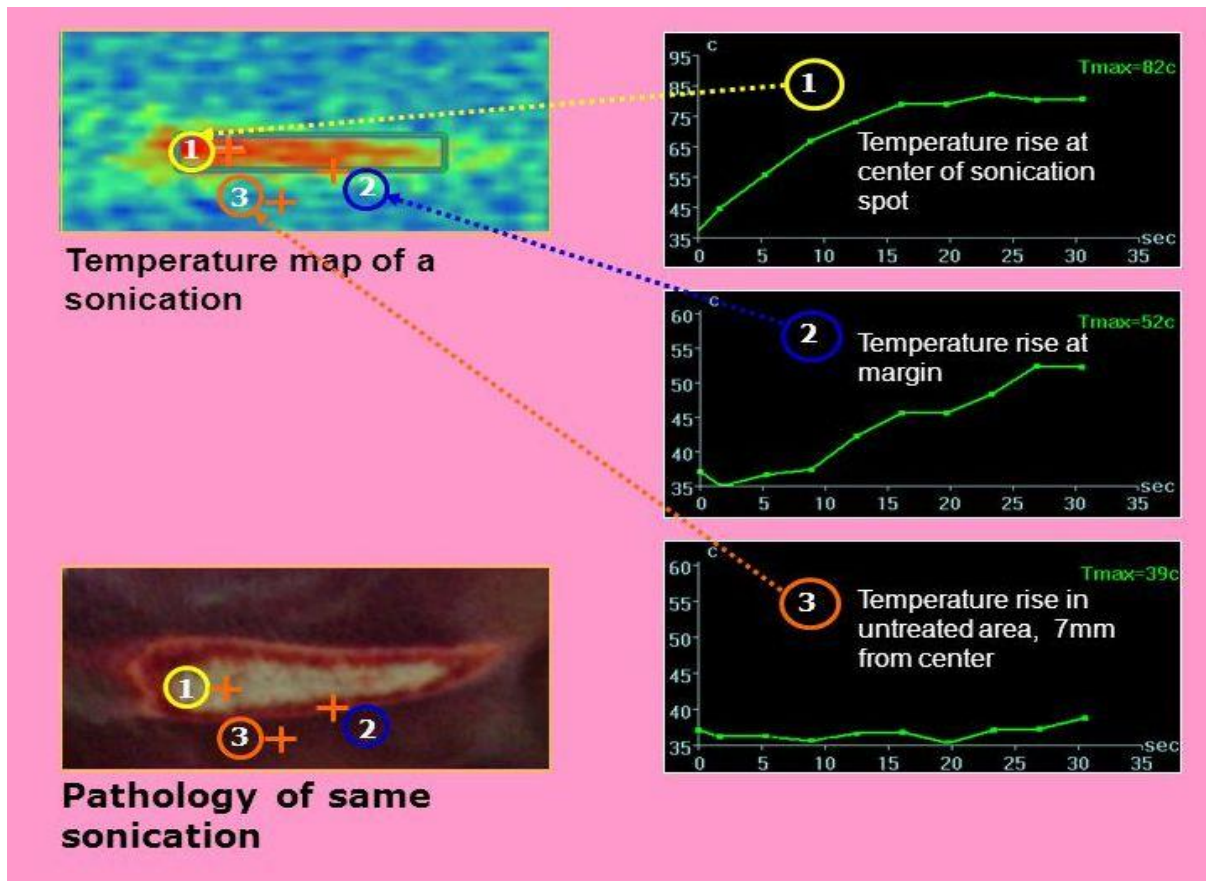 1
2
3
Temperature map of a
sonication
c
95
85
75
65
55
45
35
0
5
10
15
20
25
30
35
sec
Tmax=82c
1
Temperature rise at
center of sonication
spot
c
60
55
50
45
40
35
0
5
10
15
20
25
30
35
sec
Tmax=52c
2
Temperature rise at
margin
c
60
55
50
45
40
35
0
5
10
15
20
25
30
35
sec
Tmax=39c
3
Temperature rise in
untreated area, 7mm
from center
1
2
3
Pathology of same
sonication